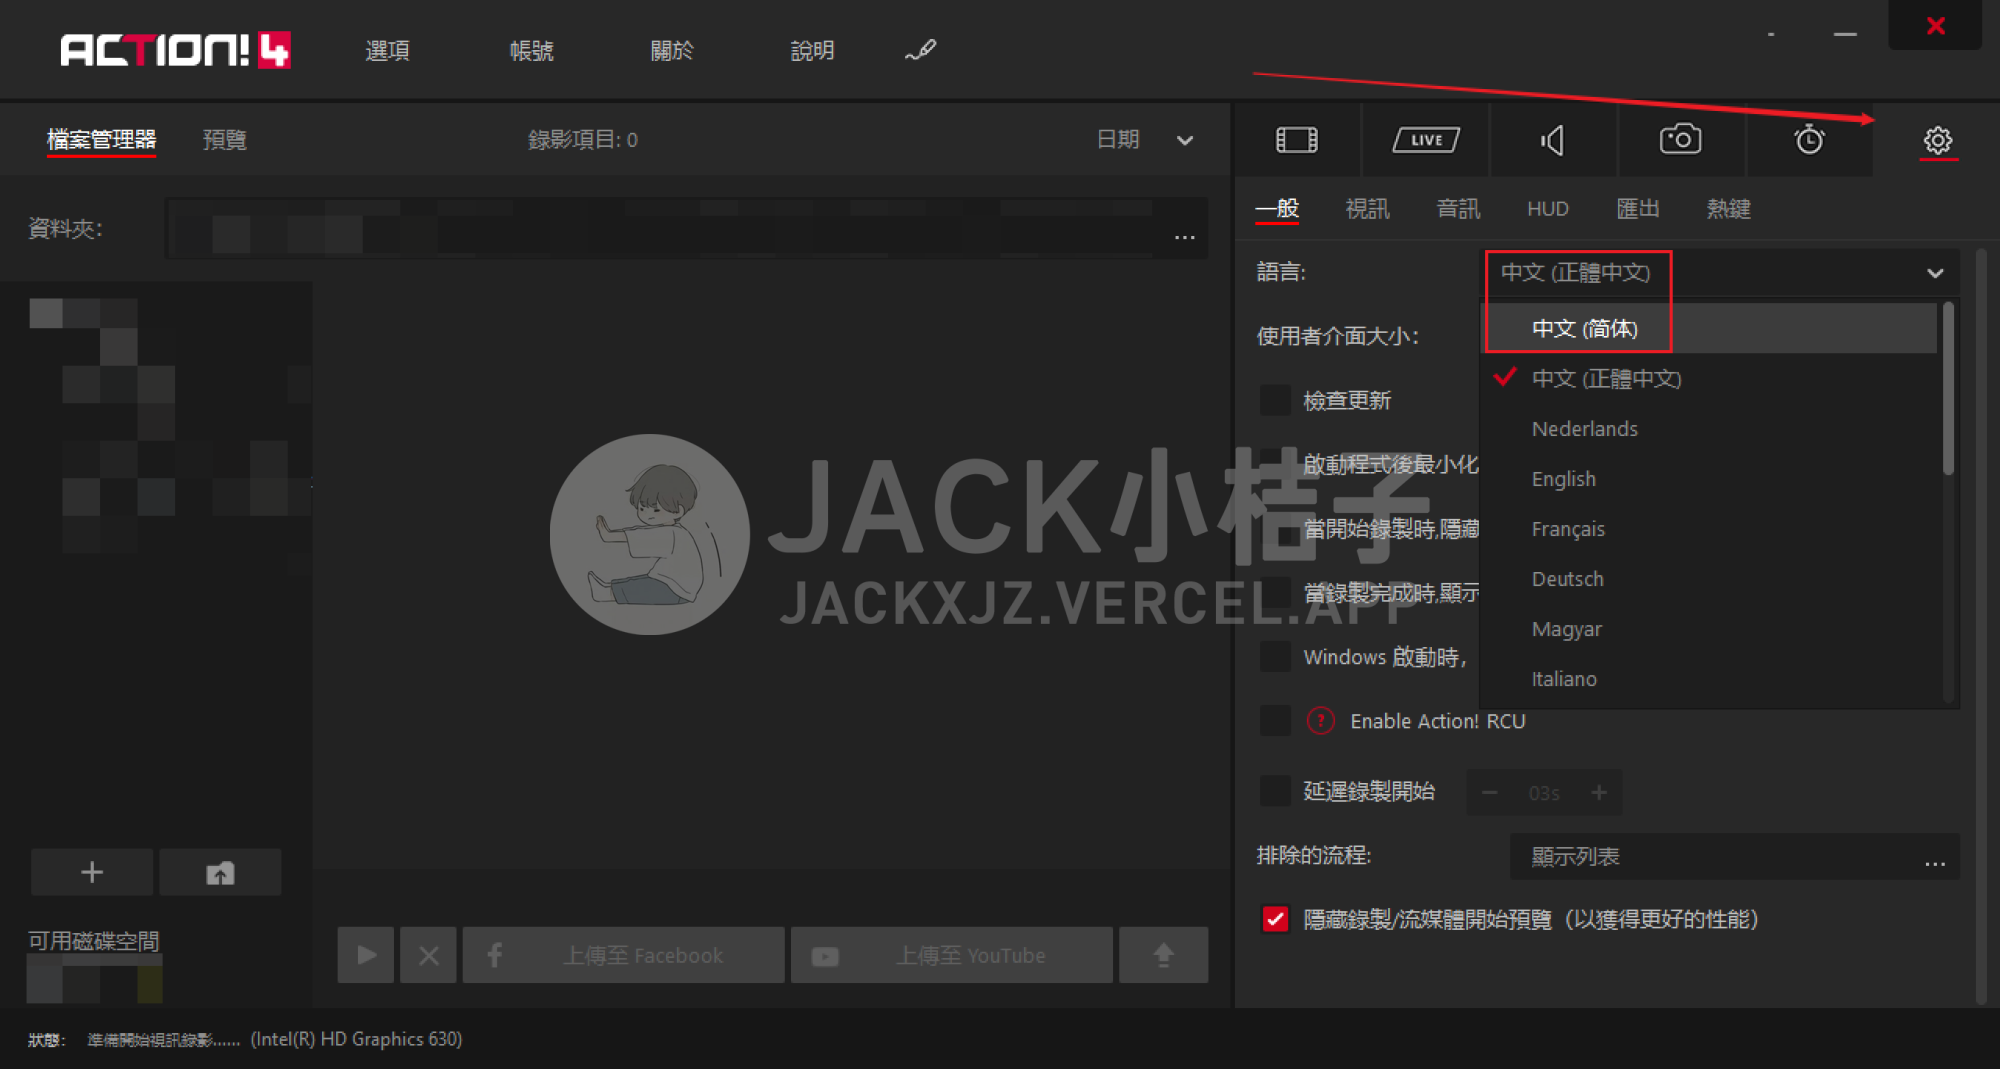 ACTION! 4
選項
帳號
關於
說明
檔案管理器
預覽
錄影項目: 0
日期
LIVE
一般
視訊
音訊
HUD
匯出
熱鍵
資料夾:
...
語言:
中文 (正體中文)
中文 (简体)
中文 (正體中文)
Nederlands
English
Français
Deutsch
Magyar
Italiano
使用者介面大小:
檢查更新
啟動程式後最小化
當開始錄製時,隱藏
當錄製完成時,顯示
Windows 啟動時,
? Enable Action! RCU
延遲錄製開始
− 03s +
排除的流程:
顯示列表
...
隱藏錄製/流媒體開始預覽（以獲得更好的性能）
JACK小桔子
JACKXJZ.VERCEL.APP
可用磁碟空間
上傳至 Facebook
上傳至 YouTube
狀態: 準備開始視訊錄影...... (Intel(R) HD Graphics 630)